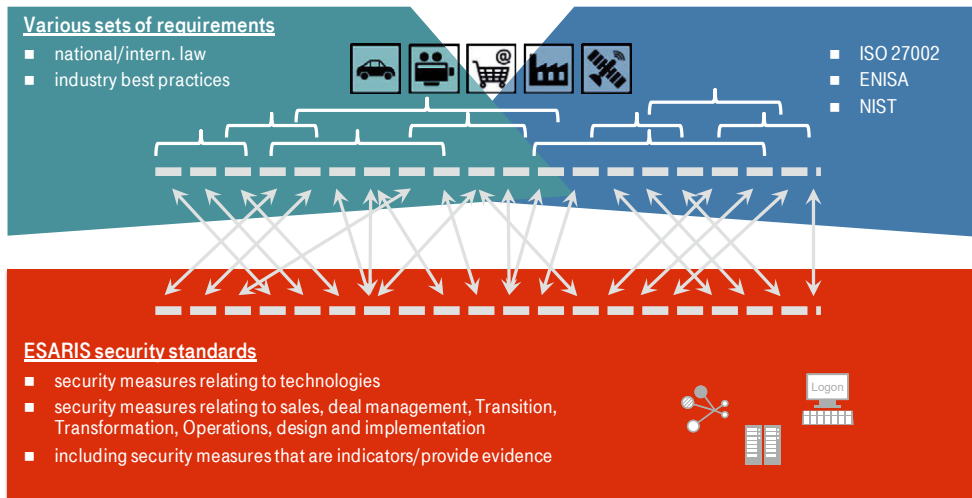 Various sets of requirements
■ national/intern. law
■ industry best practices
@
■ ISO 27002
■ ENISA
■ NIST
ESARIS security standards
■ security measures relating to technologies
■ security measures relating to sales, deal management, Transition,
Transformation, Operations, design and implementation
■ including security measures that are indicators/provide evidence
Logon